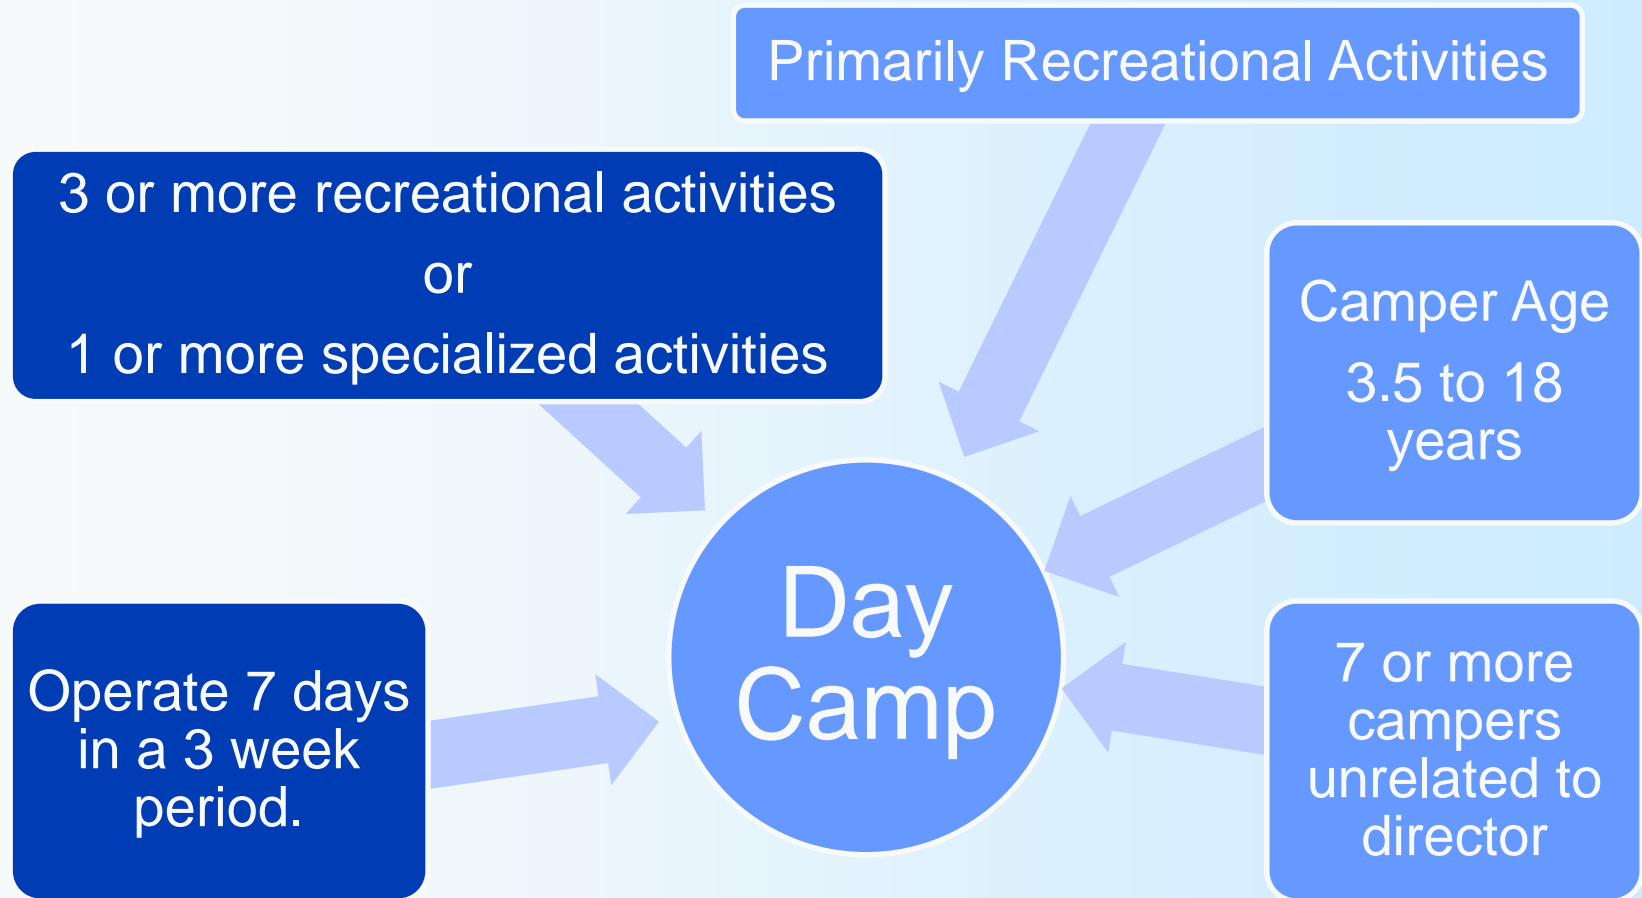 Primarily Recreational Activities
3 or more recreational activities
or
1 or more specialized activities
Camper Age
3.5 to 18
years
Day
Camp
Operate 7 days
in a 3 week
period.
7 or more
campers
unrelated to
director